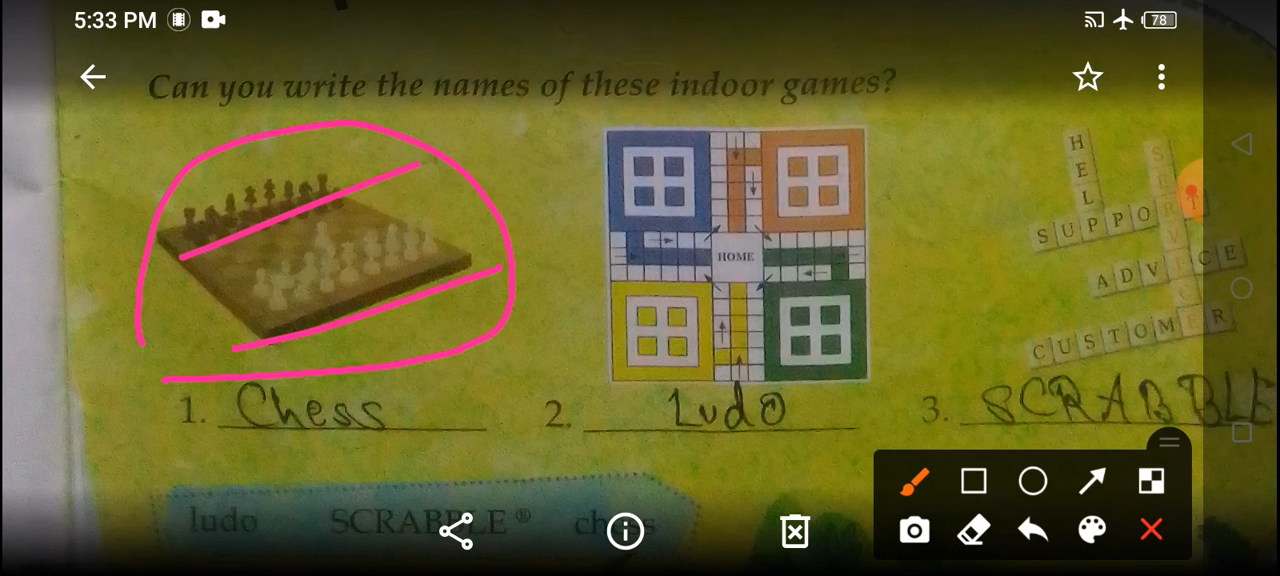 5:33 PM 78
Can you write the names of these indoor games?
HOME
H
E
L
SUPPORT
S
E
R
V
I
C
E
ADVICE
CUSTOMER
1. Chess 2. Ludo 3. SCRABBLE
ludo SCRABBLE® chess